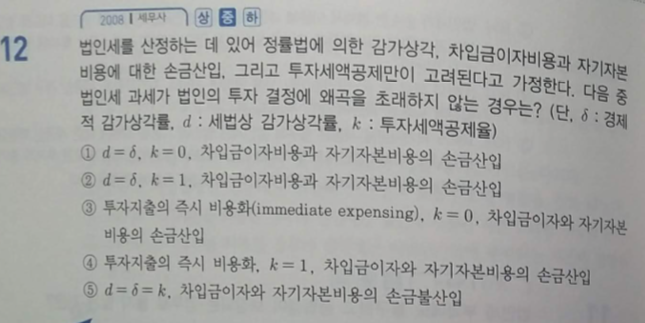 2008 | 세무사 상 중 하
12 법인세를 산정하는 데 있어 정률법에 의한 감가상각, 차입금이자비용과 자기자본
비용에 대한 손금산입, 그리고 투자세액공제만이 고려된다고 가정한다. 다음 중
법인세 과세가 법인의 투자 결정에 왜곡을 초래하지 않는 경우는? (단, δ : 경제
적 감가상각률, d : 세법상 감가상각률, k : 투자세액공제율)
① d=δ, k=0, 차입금이자비용과 자기자본비용의 손금산입
② d=δ, k=1, 차입금이자비용과 자기자본비용의 손금산입
③ 투자지출의 즉시 비용화(immediate expensing), k=0, 차입금이자와 자기자본
비용의 손금산입
④ 투자지출의 즉시 비용화, k=1, 차입금이자와 자기자본비용의 손금산입
⑤ d=δ=k, 차입금이자와 자기자본비용의 손금불산입